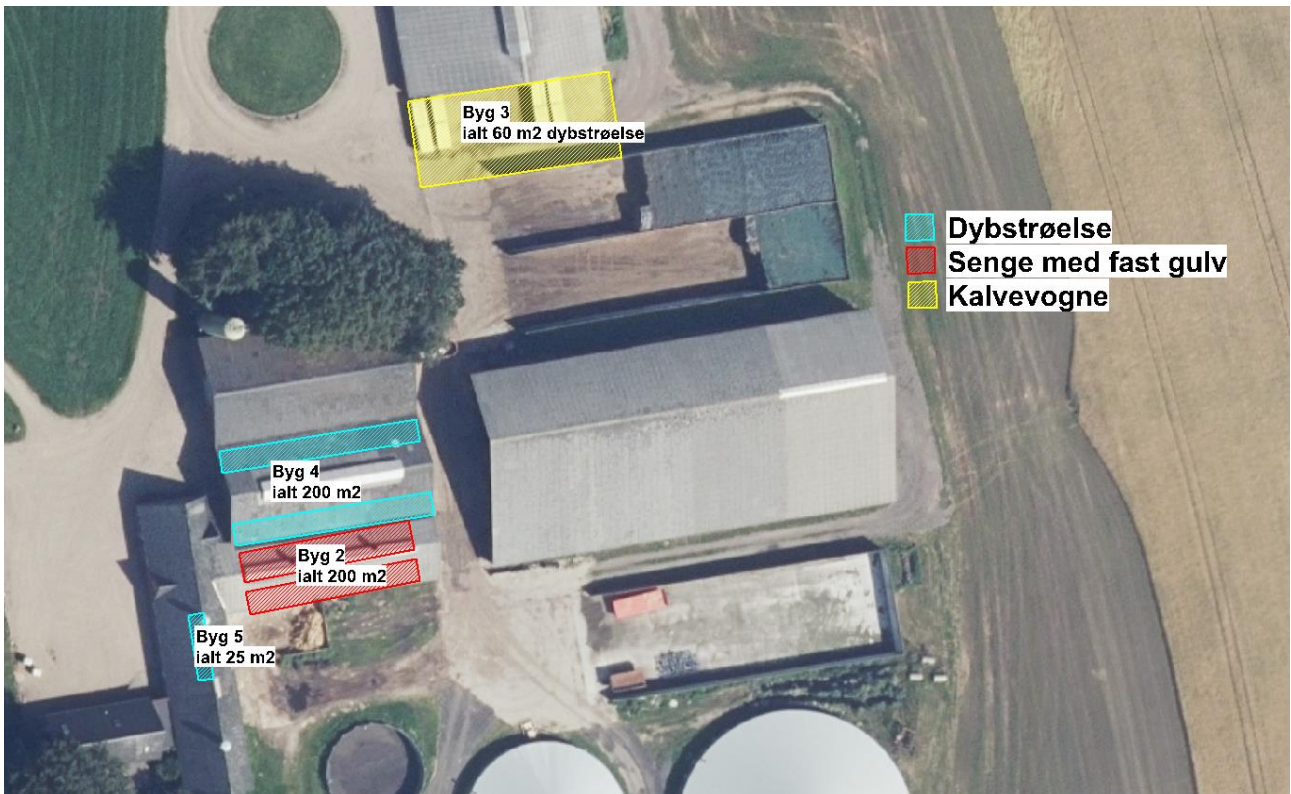 Byg 3
ialt 60 m2 dybstrøelse
Dybstrøelse
Senge med fast gulv
Kalvevogne
Byg 4
ialt 200 m2
Byg 2
ialt 200 m2
Byg 5
ialt 25 m2